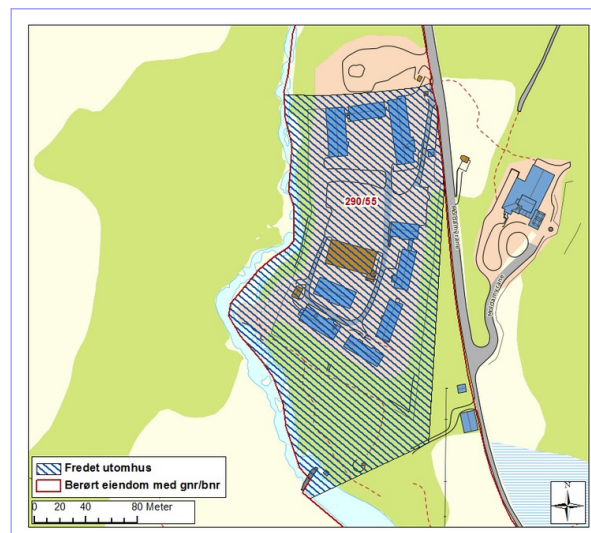 290/55
Fredet utomhus
Berørt eiendom med gnr/bnr
0 20 40 80 Meter
N